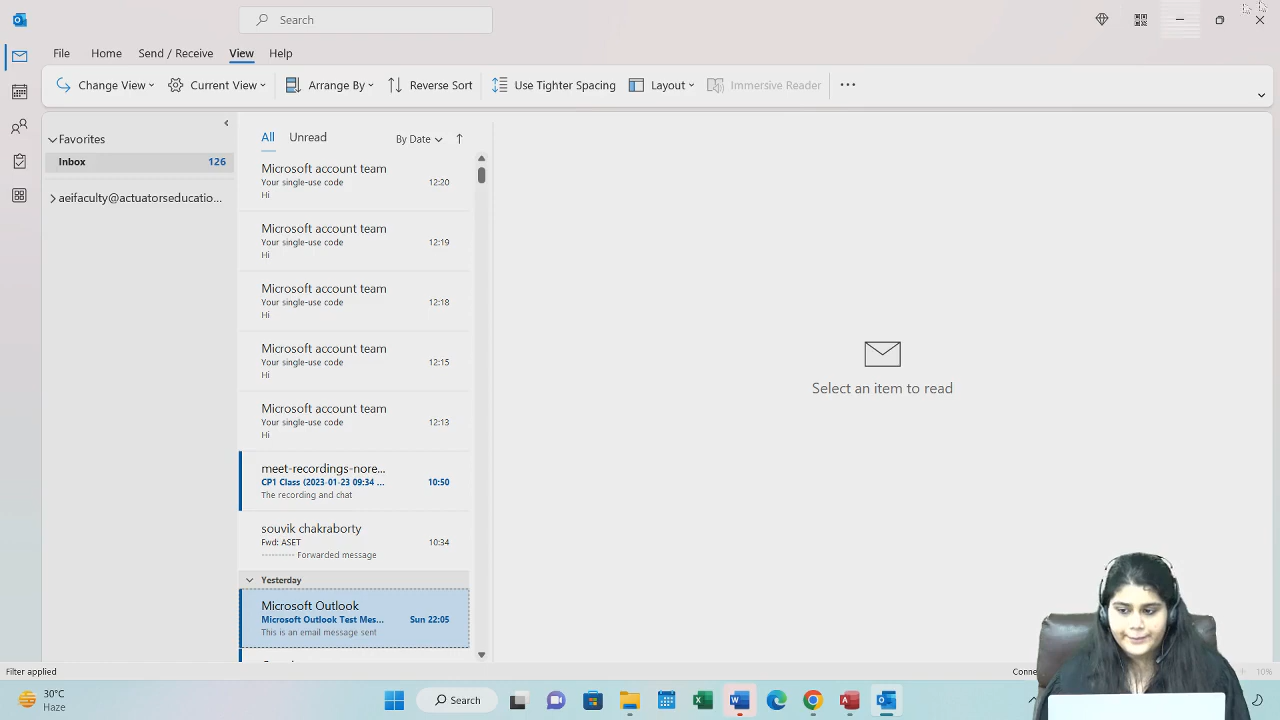 Search
File Home Send / Receive View Help
Change View Current View Arrange By Reverse Sort Use Tighter Spacing Layout Immersive Reader ...
Favorites
Inbox 126
aeifaculty@actuatorseducatio...
All Unread By Date
Microsoft account team
Your single-use code 12:20
Hi
Microsoft account team
Your single-use code 12:19
Hi
Microsoft account team
Your single-use code 12:18
Hi
Microsoft account team
Your single-use code 12:15
Hi
Microsoft account team
Your single-use code 12:13
Hi
meet-recordings-nore...
CP1 Class (2023-01-23 09:34 ... 10:50
The recording and chat
souvik chakraborty
Fwd: ASET 10:34
---------- Forwarded message
Yesterday
Microsoft Outlook
Microsoft Outlook Test Mes... Sun 22:05
This is an email message sent
Select an item to read
Filter applied
Conne
10%
30°C
Haze
Search